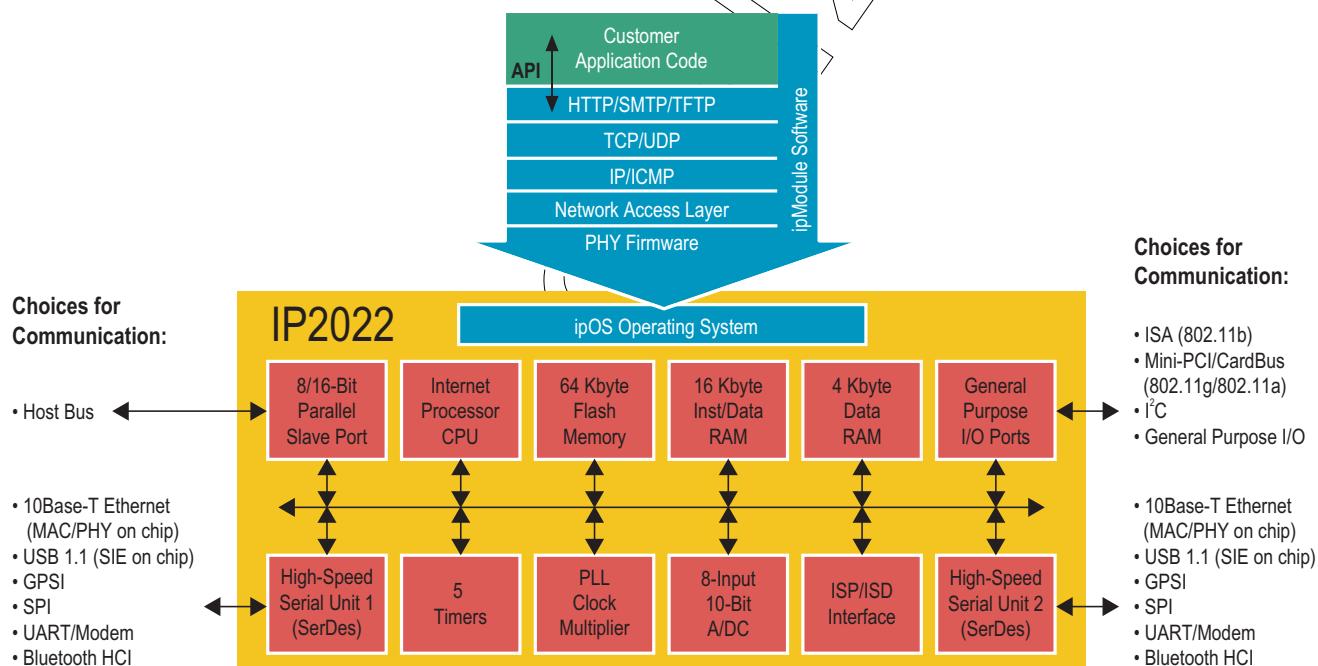 Customer
Application Code
API
HTTP/SMTP/TFTP
TCP/UDP
IP/ICMP
Network Access Layer
PHY Firmware
ipModule Software
Choices for
Communication:
• Host Bus
• 10Base-T Ethernet
(MAC/PHY on chip)
• USB 1.1 (SIE on chip)
• GPSI
• SPI
• UART/Modem
• Bluetooth HCI
IP2022
ipOS Operating System
8/16-Bit
Parallel
Slave Port
Internet
Processor
CPU
64 Kbyte
Flash
Memory
16 Kbyte
Inst/Data
RAM
4 Kbyte
Data
RAM
General
Purpose
I/O Ports
High-Speed
Serial Unit 1
(SerDes)
5
Timers
PLL
Clock
Multiplier
8-Input
10-Bit
A/DC
ISP/ISD
Interface
High-Speed
Serial Unit 2
(SerDes)
Choices for
Communication:
• ISA (802.11b)
• Mini-PCI/CardBus
(802.11g/802.11a)
• I²C
• General Purpose I/O
• 10Base-T Ethernet
(MAC/PHY on chip)
• USB 1.1 (SIE on chip)
• GPSI
• SPI
• UART/Modem
• Bluetooth HCI